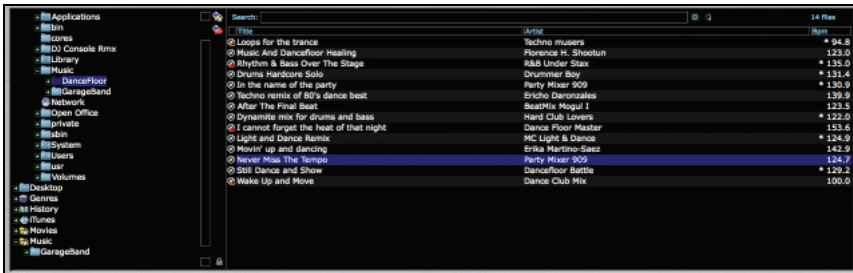 Applications
bin
cores
DJ Console Rmx
Library
Music
DanceFloor
GarageBand
Network
Open Office
private
sbin
System
Users
usr
Volumes
Desktop
Genres
History
iTunes
Movies
Music
GarageBand
Search: 14 files
Title Artist Bpm
Loops for the trance Techno musers * 94.8
Music And Dancefloor Healing Florence H. Shootun 123.0
Rhythm & Bass Over The Stage R&B Under Stax * 135.0
Drums Hardcore Solo Drummer Boy * 131.4
In the name of the party Party Mixer 909 * 130.9
Techno remix of 80's dance best Ericho Daronzales 139.9
After The Final Beat BeatMix Mogul I 123.5
Dynamite mix for drums and bass Hard Club Lovers * 122.0
I cannot forget the heat of that night Dance Floor Master 153.6
Light and Dance Remix MC Light & Dance * 124.9
Movin' up and dancing Erika Martino-Saez 142.9
Never Miss The Tempo Party Mixer 909 124.7
Still Dance and Show Dancefloor Battle * 129.2
Wake Up and Move Dance Club Mix 100.0